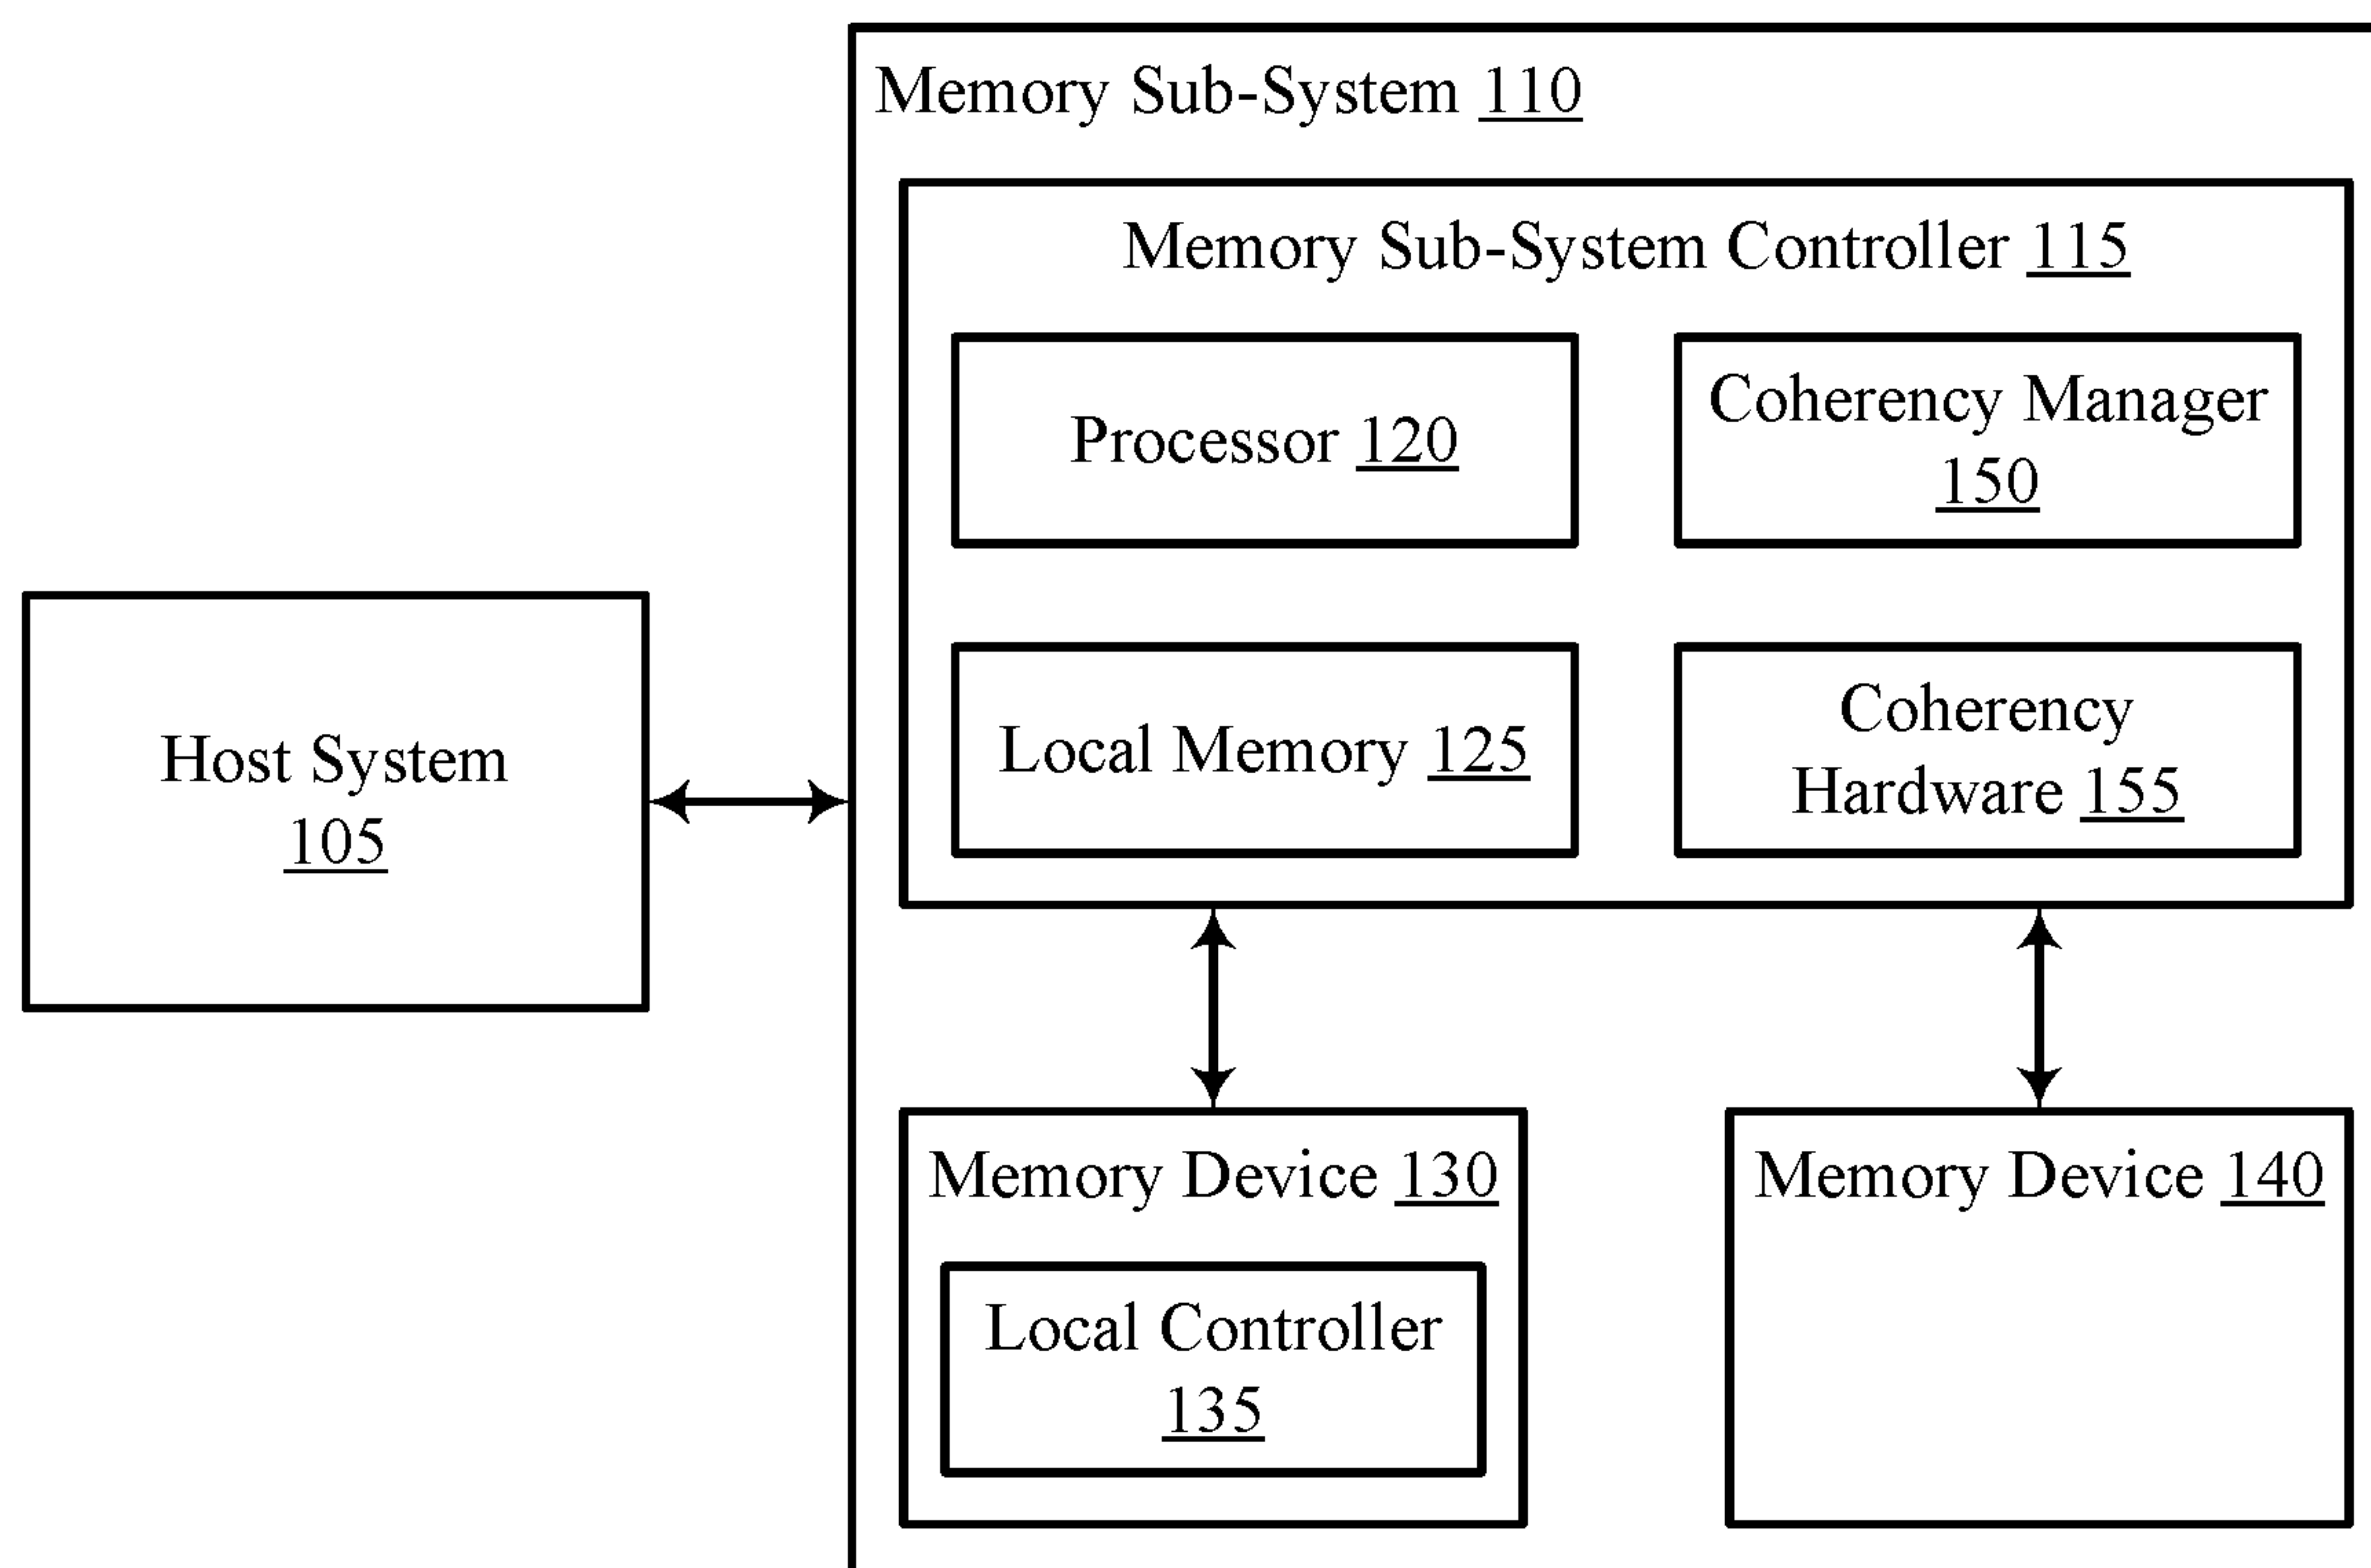 Memory Sub-System 110
Memory Sub-System Controller 115
Processor 120
Coherency Manager
150
Local Memory 125
Coherency
Hardware 155
Host System
105
Memory Device 130
Local Controller
135
Memory Device 140